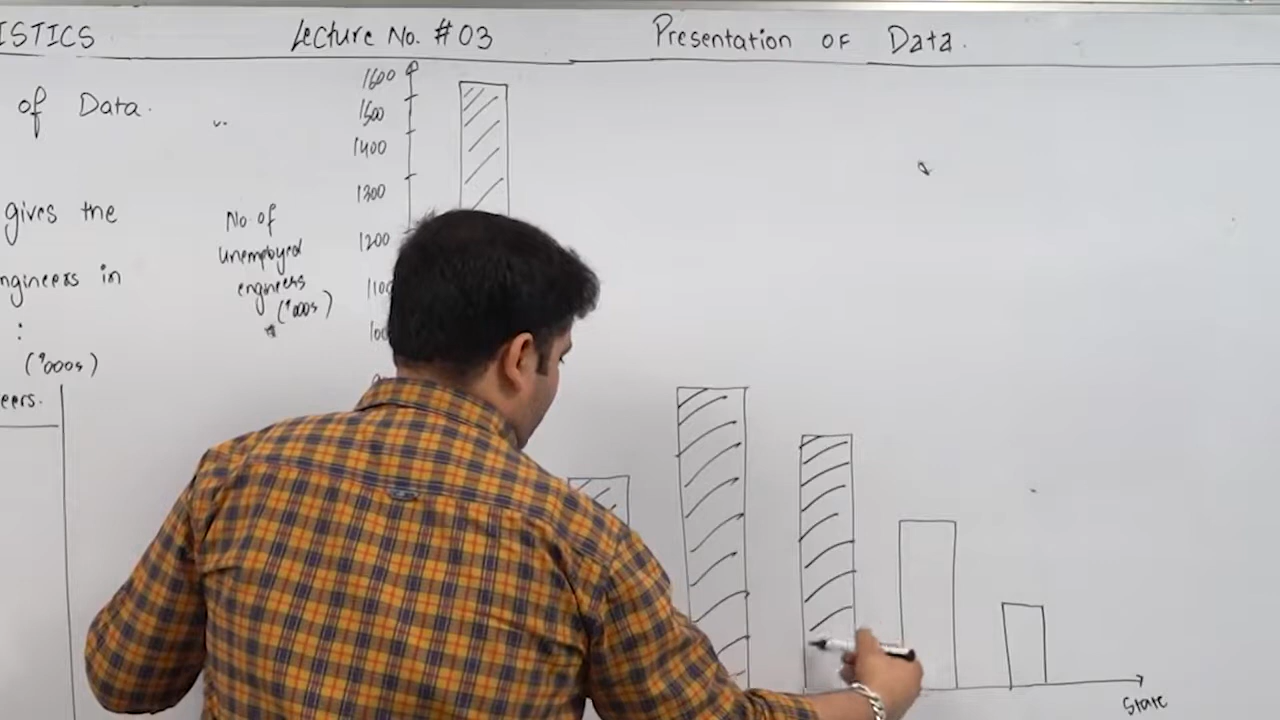 ISTICS Lecture No. #03 Presentation of Data.
of Data.
gives the
ngineers in
:
('000s)
eers.
No. of
unempoyed
engineers
('000s)
1600
1500
1400
1300
1200
1100
100
State